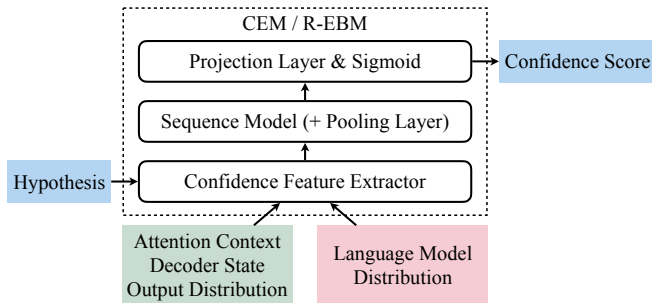 CEM / R-EBM
Projection Layer & Sigmoid
Confidence Score
Sequence Model (+ Pooling Layer)
Hypothesis
Confidence Feature Extractor
Attention Context
Decoder State
Output Distribution
Language Model
Distribution